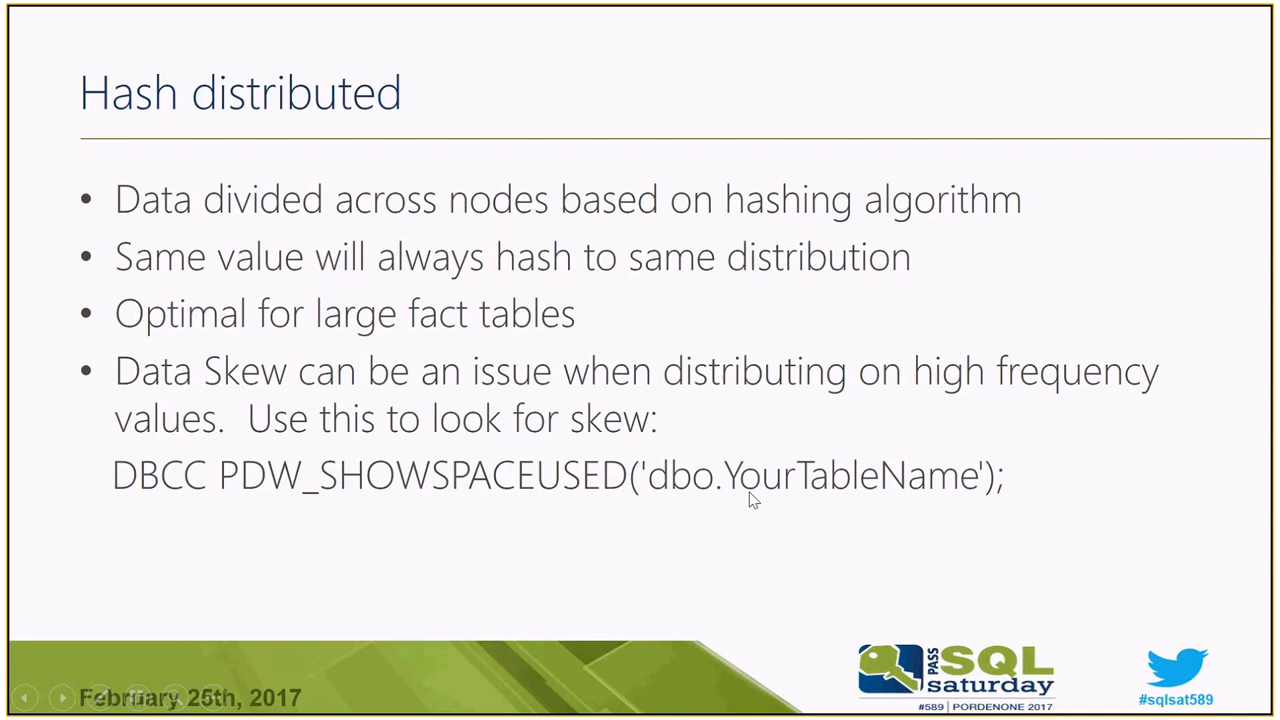 Hash distributed
• Data divided across nodes based on hashing algorithm
• Same value will always hash to same distribution
• Optimal for large fact tables
• Data Skew can be an issue when distributing on high frequency
values.  Use this to look for skew:
DBCC PDW_SHOWSPACEUSED('dbo.YourTableName');
February 25th, 2017
PASS
SQL
saturday
#589 | PORDENONE 2017
#sqlsat589